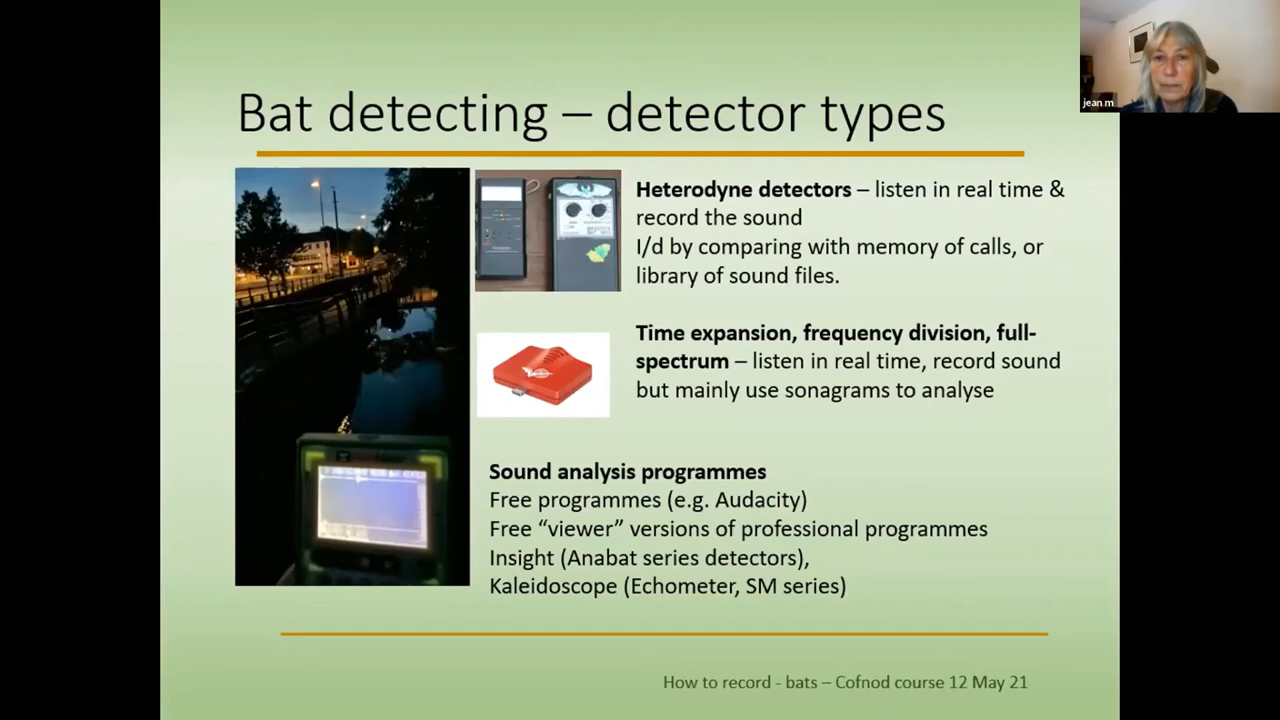 jean m
Bat detecting – detector types
Heterodyne detectors – listen in real time &
record the sound
I/d by comparing with memory of calls, or
library of sound files.
Time expansion, frequency division, full-
spectrum – listen in real time, record sound
but mainly use sonagrams to analyse
Sound analysis programmes
Free programmes (e.g. Audacity)
Free “viewer” versions of professional programmes
Insight (Anabat series detectors),
Kaleidoscope (Echometer, SM series)
How to record - bats – Cofnod course 12 May 21